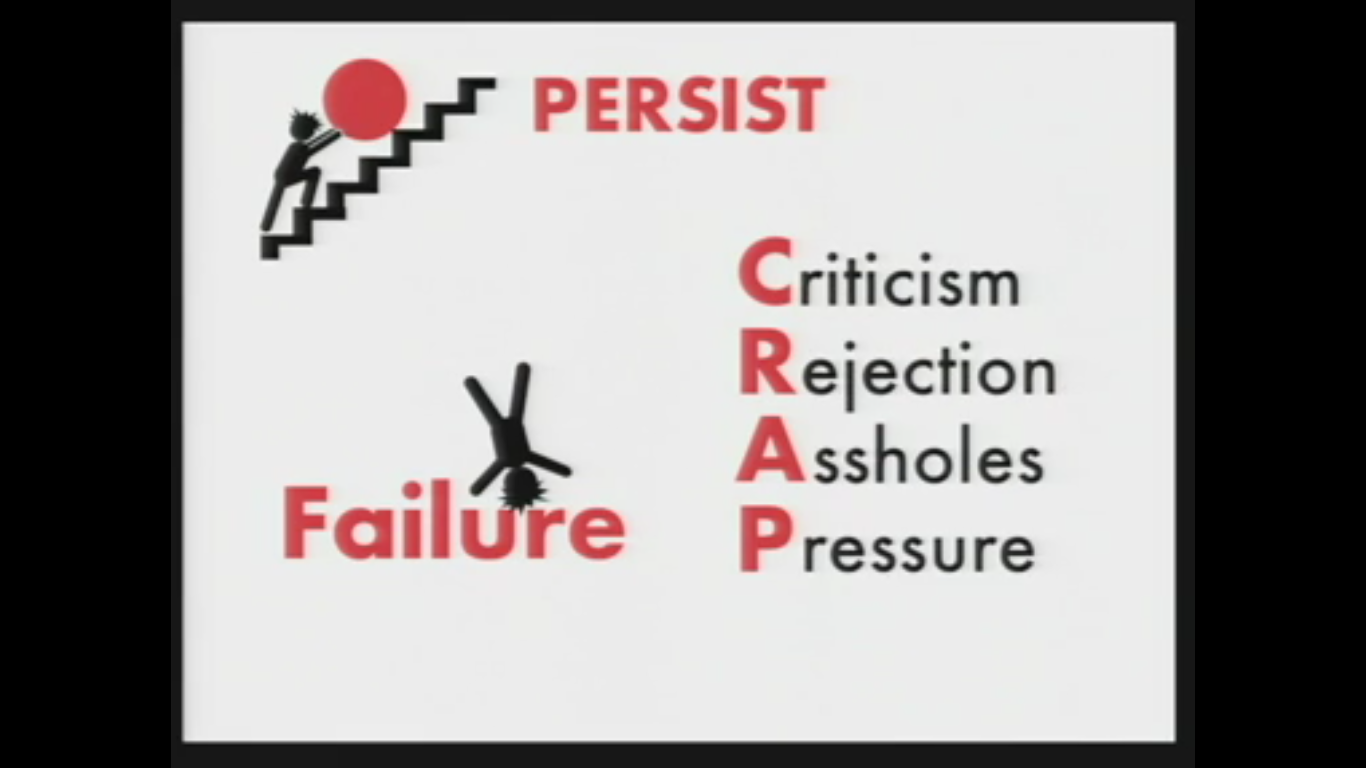 PERSIST
Failure
Criticism
Rejection
Assholes
Pressure